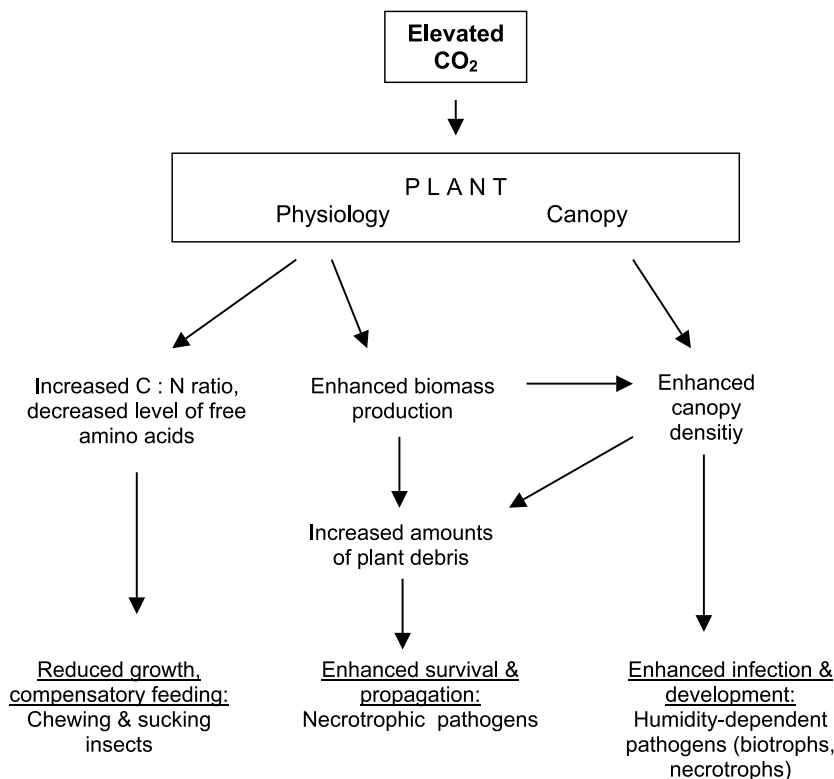 Elevated
CO₂
P L A N T
Physiology Canopy
Increased C : N ratio,
decreased level of free
amino acids
Enhanced biomass
production
Enhanced
canopy
densitiy
Increased amounts
of plant debris
Reduced growth,
compensatory feeding:
Chewing & sucking
insects
Enhanced survival &
propagation:
Necrotrophic pathogens
Enhanced infection &
development:
Humidity-dependent
pathogens (biotrophs,
necrotrophs)